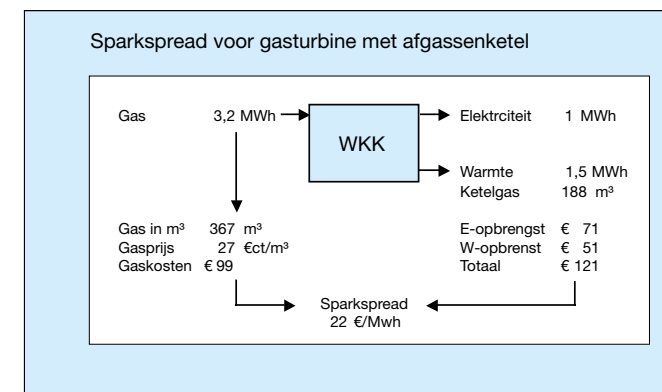 Sparkspread voor gasturbine met afgassenketel
Gas 3,2 MWh
WKK
Elektrciteit 1 MWh
Warmte 1,5 MWh
Ketelgas 188 m³
Gas in m³ 367 m³
Gasprijs 27 €ct/m³
Gaskosten € 99
E-opbrengst € 71
W-opbrenst € 51
Totaal € 121
Sparkspread
22 €/Mwh